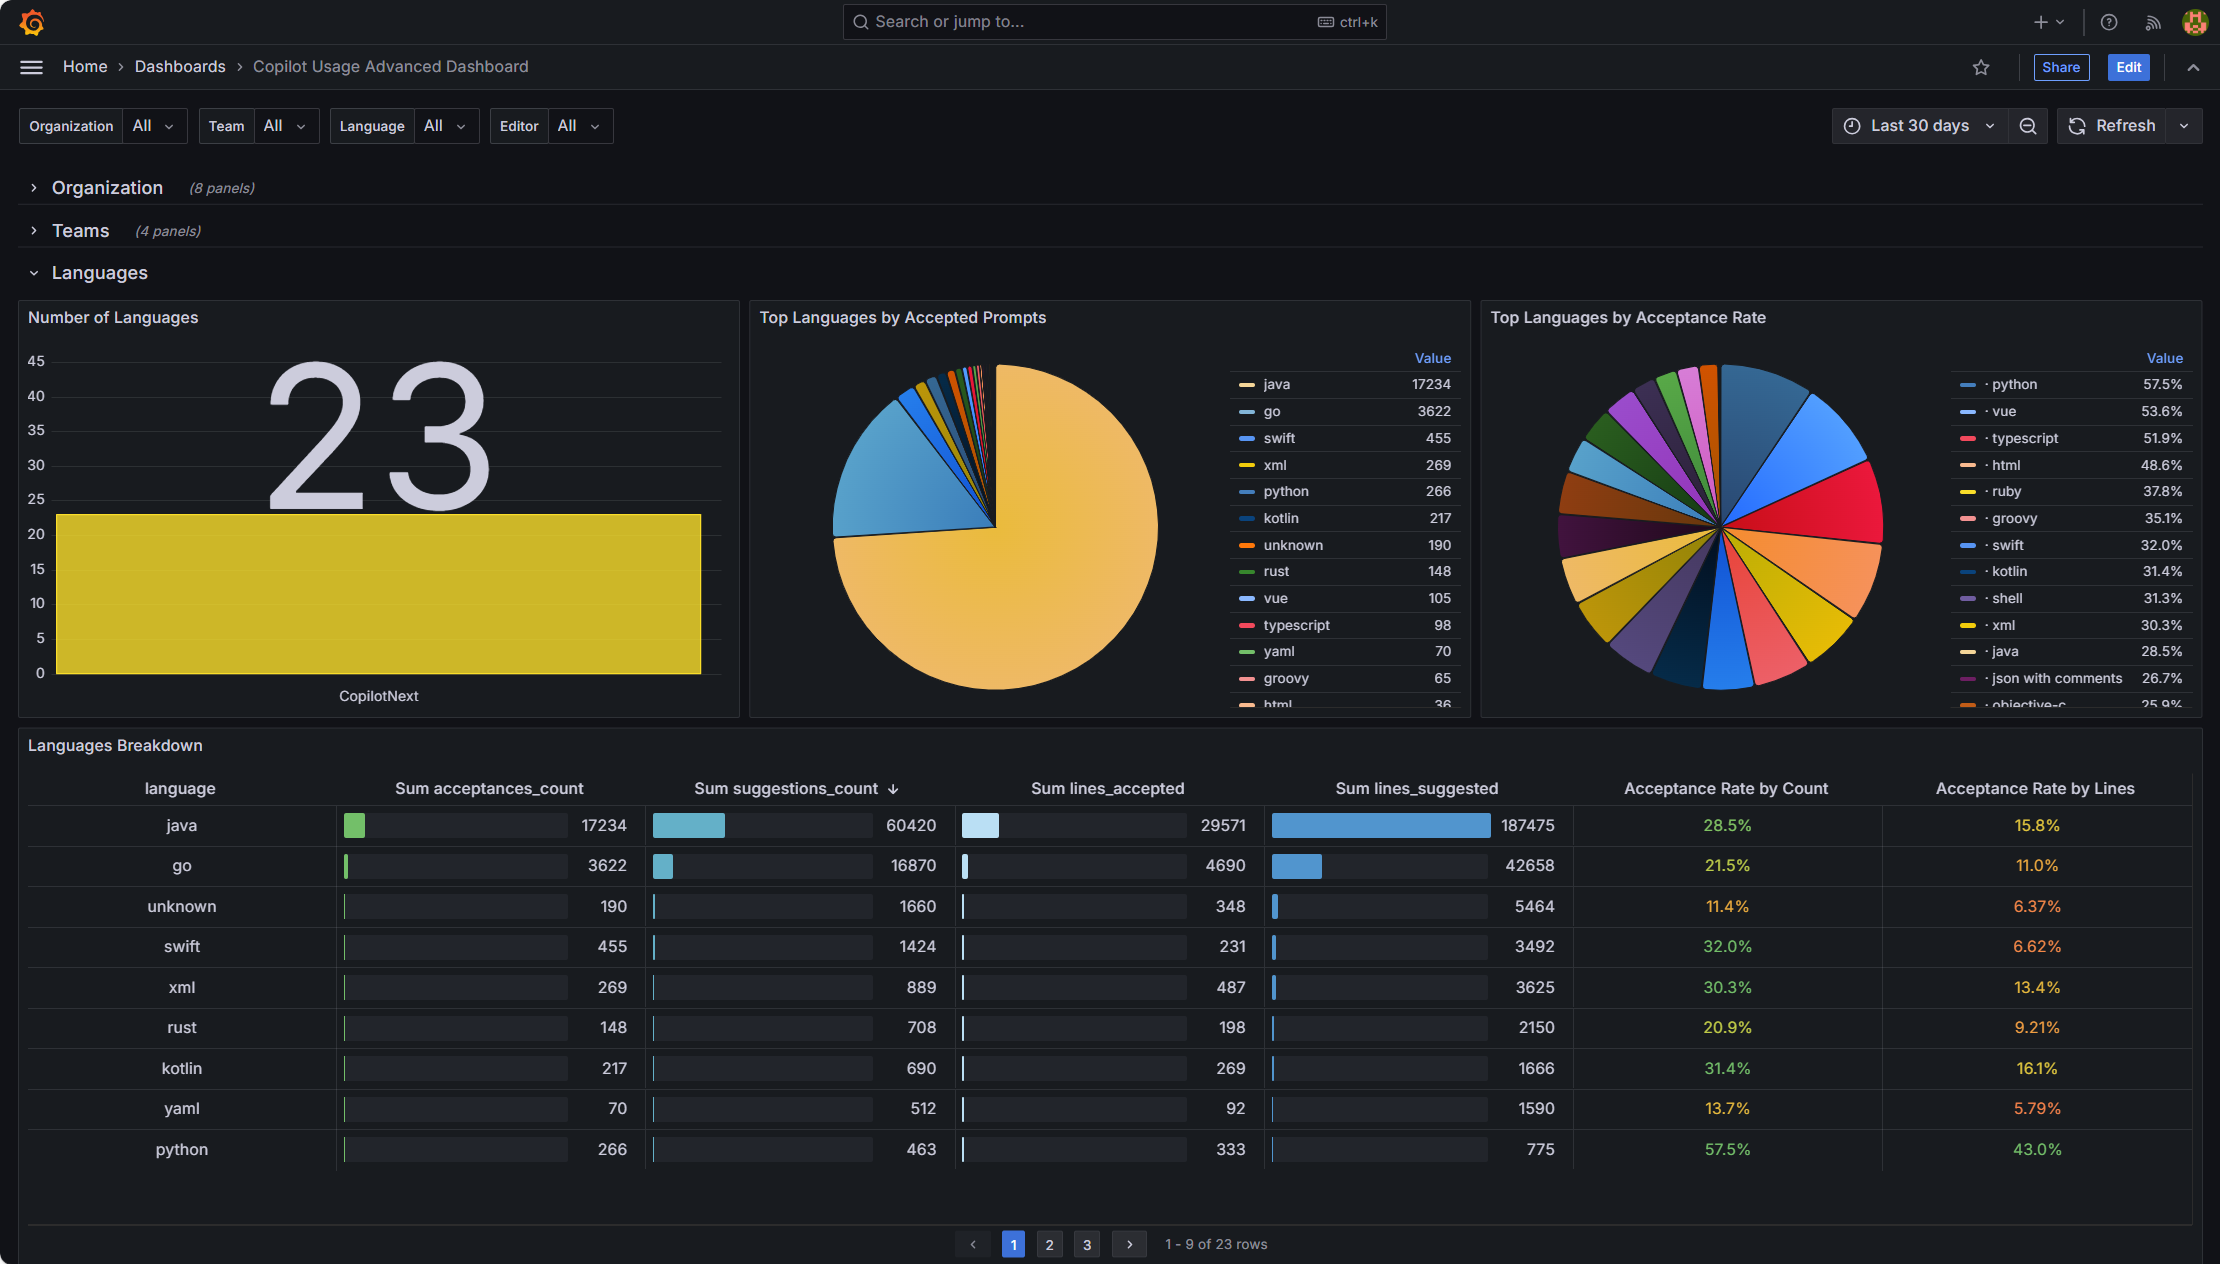 Search or jump to... ctrl+k
Home › Dashboards › Copilot Usage Advanced Dashboard Share Edit
Organization All Team All Language All Editor All Last 30 days Refresh
Organization (8 panels)
Teams (4 panels)
Languages
Number of Languages
45
40
35
30
25
20
15
10
5
0
23
CopilotNext
Top Languages by Accepted Prompts
Value
java 17234
go 3622
swift 455
xml 269
python 266
kotlin 217
unknown 190
rust 148
vue 105
typescript 98
yaml 70
groovy 65
html 36
Top Languages by Acceptance Rate
Value
· python 57.5%
· vue 53.6%
· typescript 51.9%
· html 48.6%
· ruby 37.8%
· groovy 35.1%
· swift 32.0%
· kotlin 31.4%
· shell 31.3%
· xml 30.3%
· java 28.5%
· json with comments 26.7%
· objective-c 25.9%
Languages Breakdown
language Sum acceptances_count Sum suggestions_count ↓ Sum lines_accepted Sum lines_suggested Acceptance Rate by Count Acceptance Rate by Lines
java 17234 60420 29571 187475 28.5% 15.8%
go 3622 16870 4690 42658 21.5% 11.0%
unknown 190 1660 348 5464 11.4% 6.37%
swift 455 1424 231 3492 32.0% 6.62%
xml 269 889 487 3625 30.3% 13.4%
rust 148 708 198 2150 20.9% 9.21%
kotlin 217 690 269 1666 31.4% 16.1%
yaml 70 512 92 1590 13.7% 5.79%
python 266 463 333 775 57.5% 43.0%
‹ 1 2 3 › 1 - 9 of 23 rows